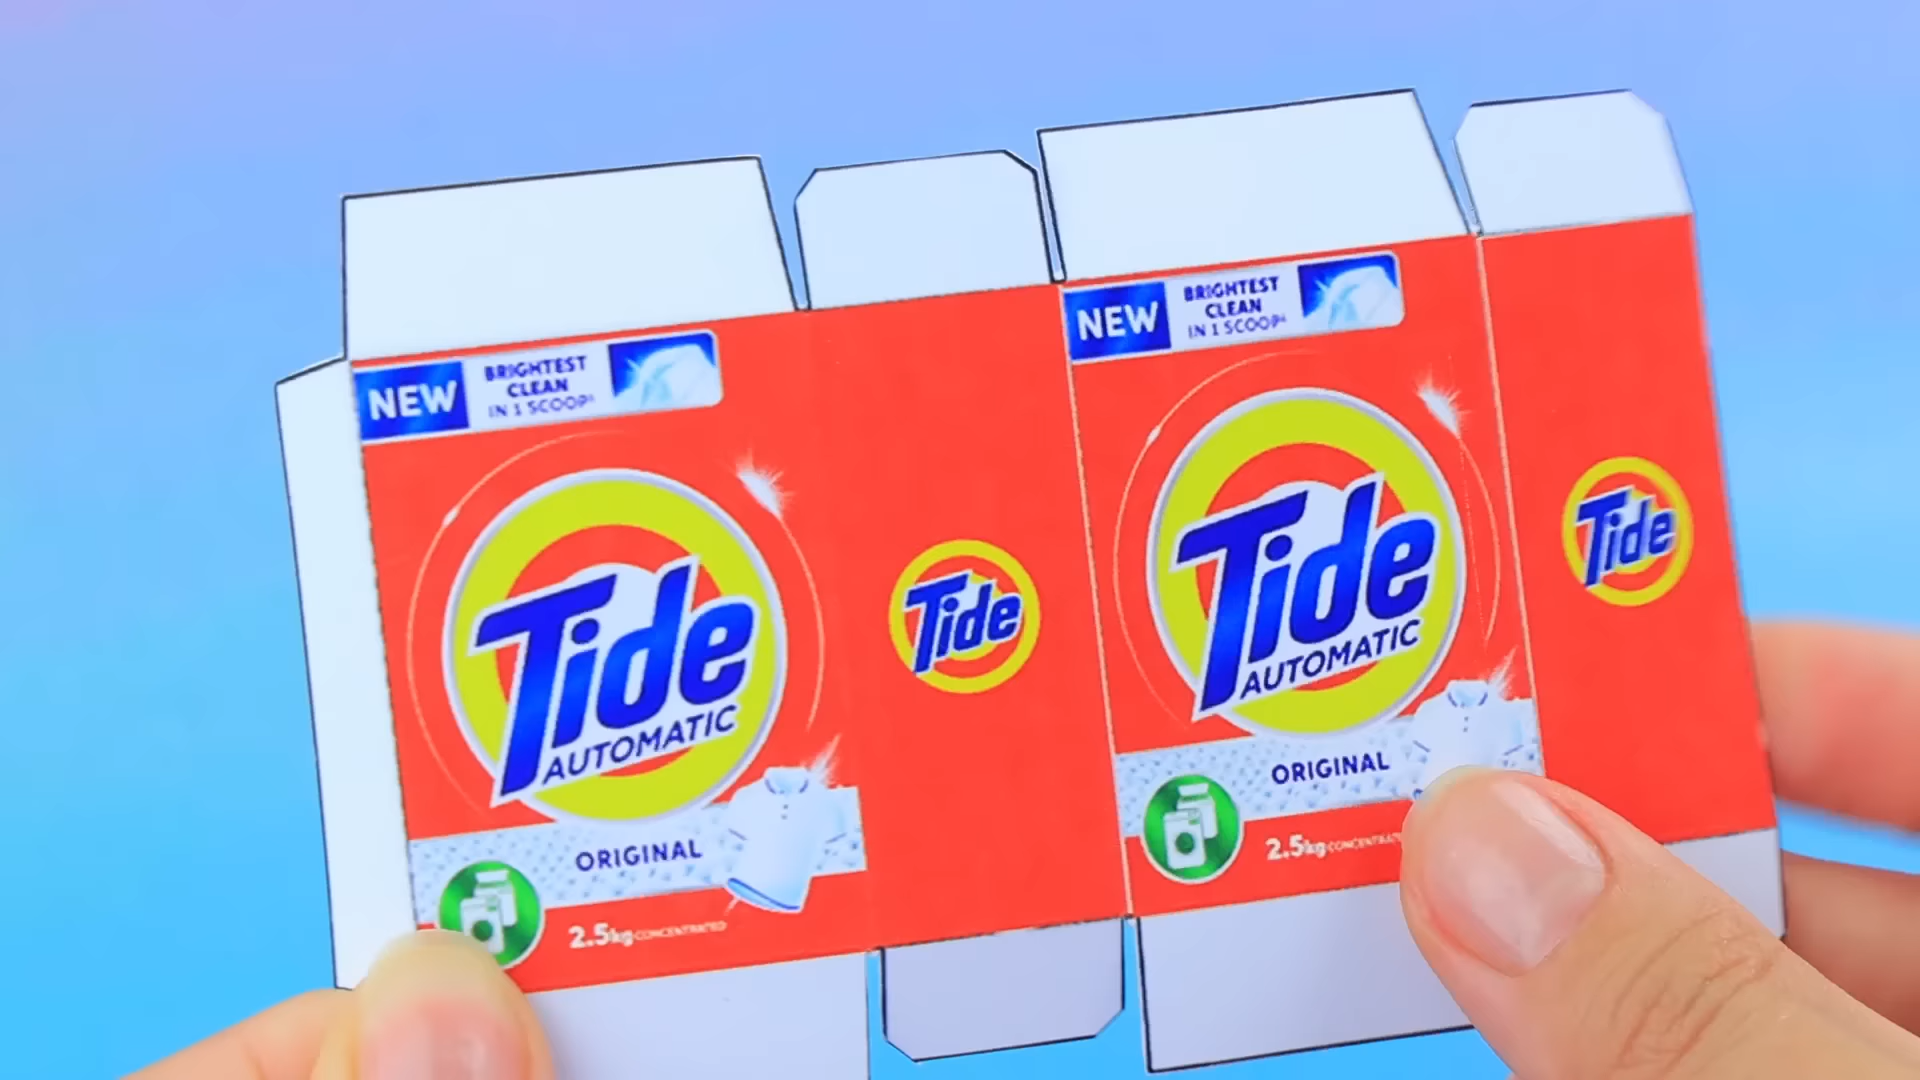 NEW
BRIGHTEST
CLEAN
IN 1 SCOOP
Tide
AUTOMATIC
ORIGINAL
2.5kg CONCENTRATED
Tide
NEW
BRIGHTEST
CLEAN
IN 1 SCOOP
Tide
AUTOMATIC
ORIGINAL
2.5kg
Tide